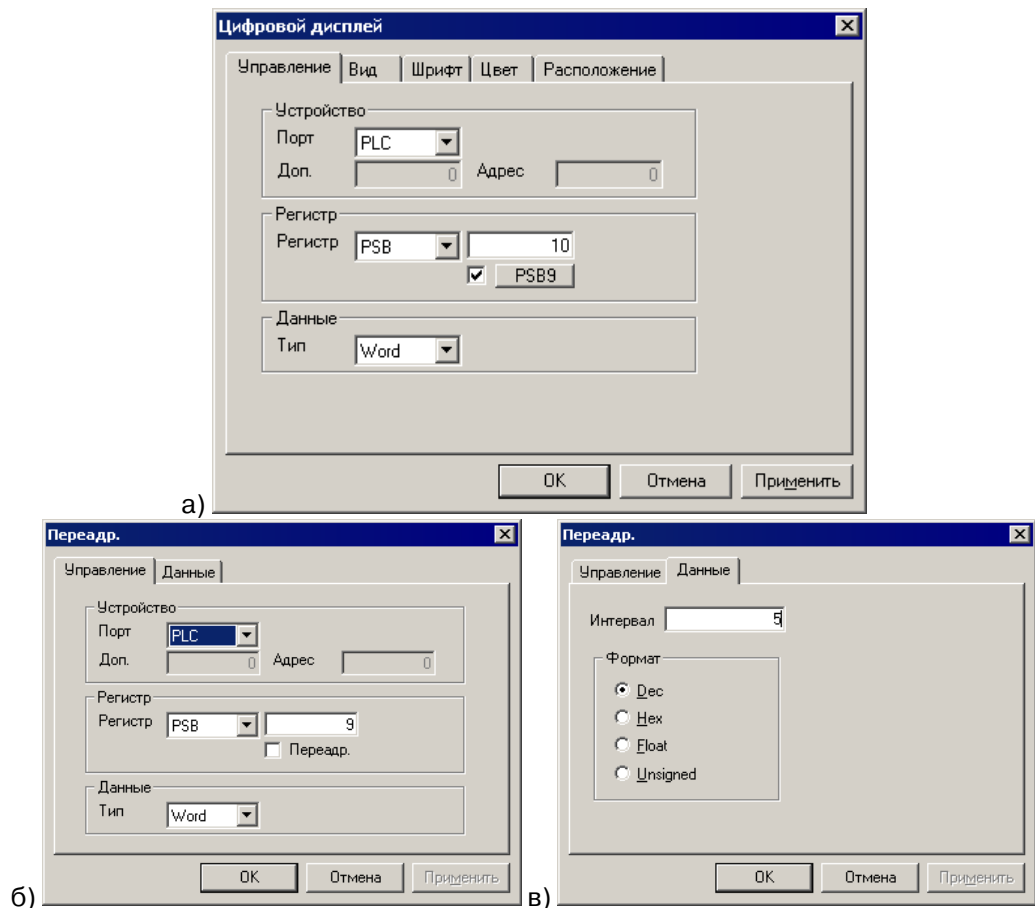 Цифровой дисплей
Управление Вид Шрифт Цвет Расположение
Устройство
Порт PLC
Доп. 0 Адрес 0
Регистр
Регистр PSB 10
PSB9
Данные
Тип Word
OK Отмена Применить
а)
Переадр.
Управление Данные
Устройство
Порт PLC
Доп. 0 Адрес 0
Регистр
Регистр PSB 9
Переадр.
Данные
Тип Word
OK Отмена Применить
б)
Переадр.
Управление Данные
Интервал 5
Формат
Dec
Hex
Float
Unsigned
OK Отмена Применить
в)